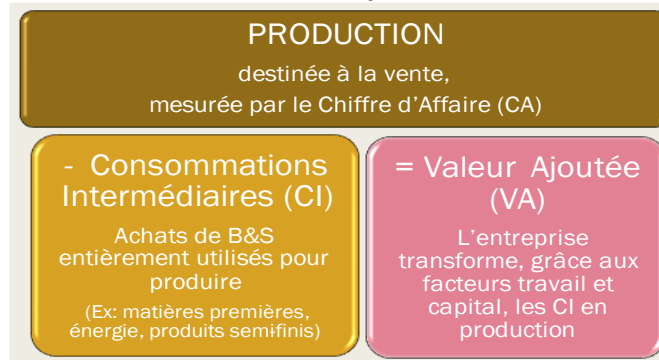 PRODUCTION
destinée à la vente,
mesurée par le Chiffre d'Affaire (CA)
- Consommations
Intermédiaires (CI)
Achats de B&S
entièrement utilisés pour
produire
(Ex: matières premières,
énergie, produits semifinis)
= Valeur Ajoutée
(VA)
L'entreprise
transforme, grâce aux
facteurs travail et
capital, les CI en
production